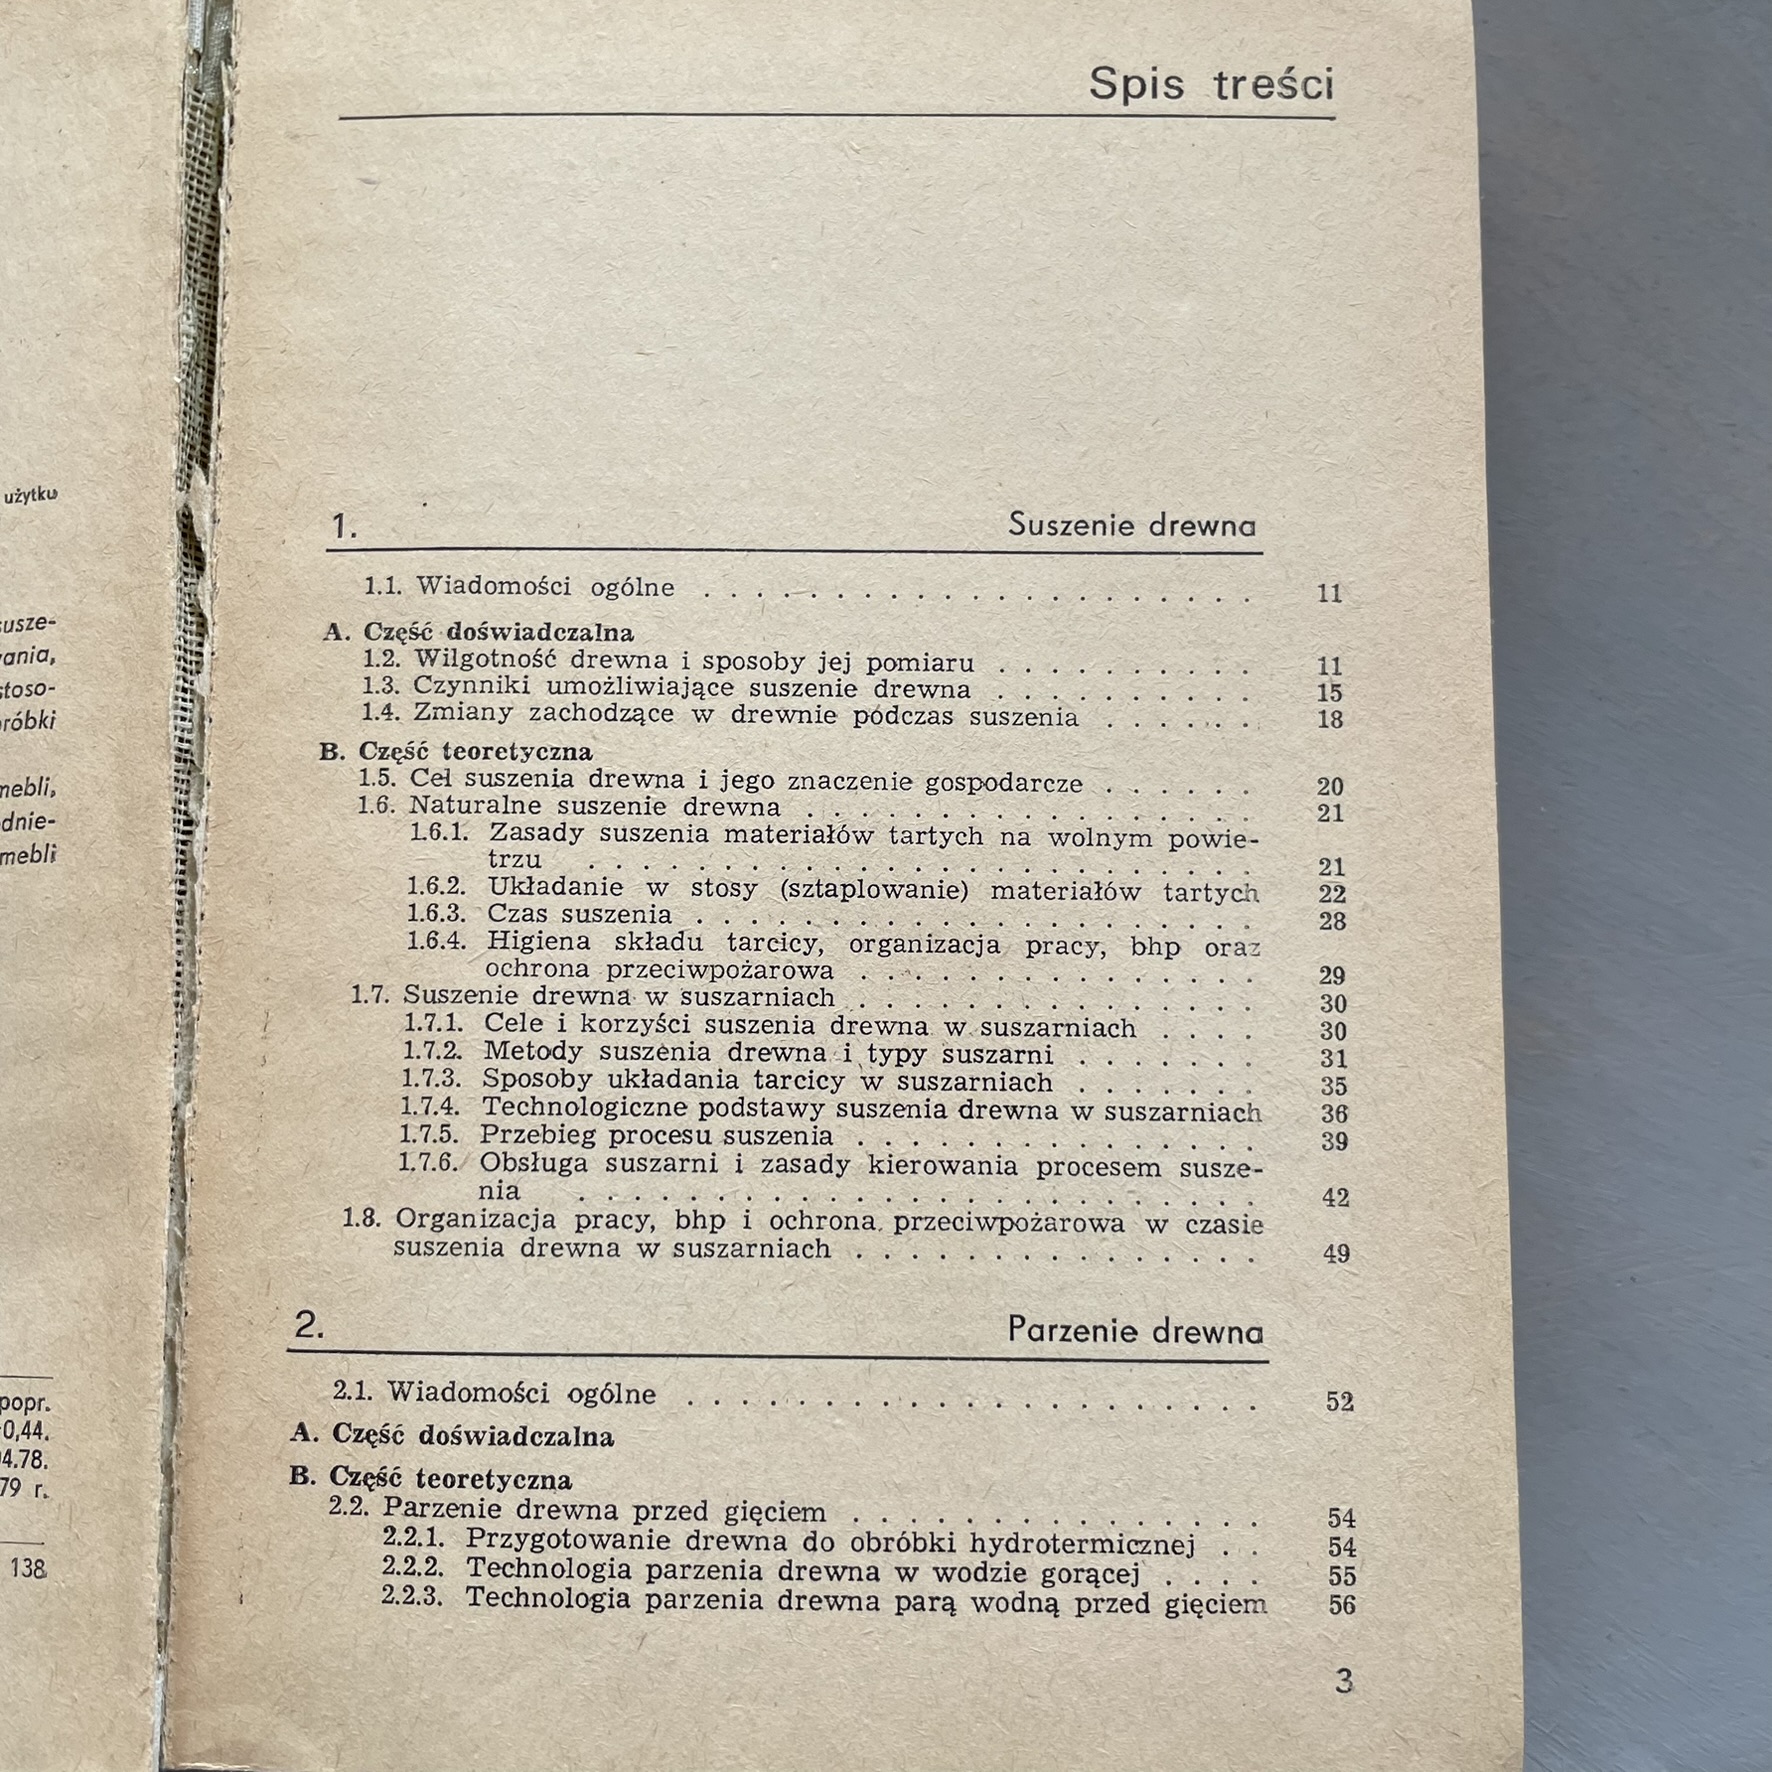 użytku
susze-
ania,
stoso-
róbki
mebli,
dnie-
mebli
popr.
0,44.
4.78.
79 r.
138
Spis treści
1. Suszenie drewna
1.1. Wiadomości ogólne . . . . . . . . . . . . . . . . . . . . . 11
A. Część doświadczalna
1.2. Wilgotność drewna i sposoby jej pomiaru . . . . . . . . . . 11
1.3. Czynniki umożliwiające suszenie drewna . . . . . . . . . . 15
1.4. Zmiany zachodzące w drewnie podczas suszenia . . . . . . 18
B. Część teoretyczna
1.5. Cel suszenia drewna i jego znaczenie gospodarcze . . . . . . 20
1.6. Naturalne suszenie drewna . . . . . . . . . . . . . . . . . 21
1.6.1. Zasady suszenia materiałów tartych na wolnym powie-
trzu . . . . . . . . . . . . . . . . . . . . . . . . . 21
1.6.2. Układanie w stosy (sztaplowanie) materiałów tartych 22
1.6.3. Czas suszenia . . . . . . . . . . . . . . . . . . . . . 28
1.6.4. Higiena składu tarcicy, organizacja pracy, bhp oraz
ochrona przeciwpożarowa . . . . . . . . . . . . . . . 29
1.7. Suszenie drewna w suszarniach . . . . . . . . . . . . . . . 30
1.7.1. Cele i korzyści suszenia drewna w suszarniach . . . . 30
1.7.2. Metody suszenia drewna i typy suszarni . . . . . . . 31
1.7.3. Sposoby układania tarcicy w suszarniach . . . . . . . 35
1.7.4. Technologiczne podstawy suszenia drewna w suszarniach 36
1.7.5. Przebieg procesu suszenia . . . . . . . . . . . . . . . 39
1.7.6. Obsługa suszarni i zasady kierowania procesem susze-
nia . . . . . . . . . . . . . . . . . . . . . . . . . 42
1.8. Organizacja pracy, bhp i ochrona przeciwpożarowa w czasie
suszenia drewna w suszarniach . . . . . . . . . . . . . . . 49
2. Parzenie drewna
2.1. Wiadomości ogólne . . . . . . . . . . . . . . . . . . . . . 52
A. Część doświadczalna
B. Część teoretyczna
2.2. Parzenie drewna przed gięciem . . . . . . . . . . . . . . . 54
2.2.1. Przygotowanie drewna do obróbki hydrotermicznej . . 54
2.2.2. Technologia parzenia drewna w wodzie gorącej . . . . 55
2.2.3. Technologia parzenia drewna parą wodną przed gięciem 56
3